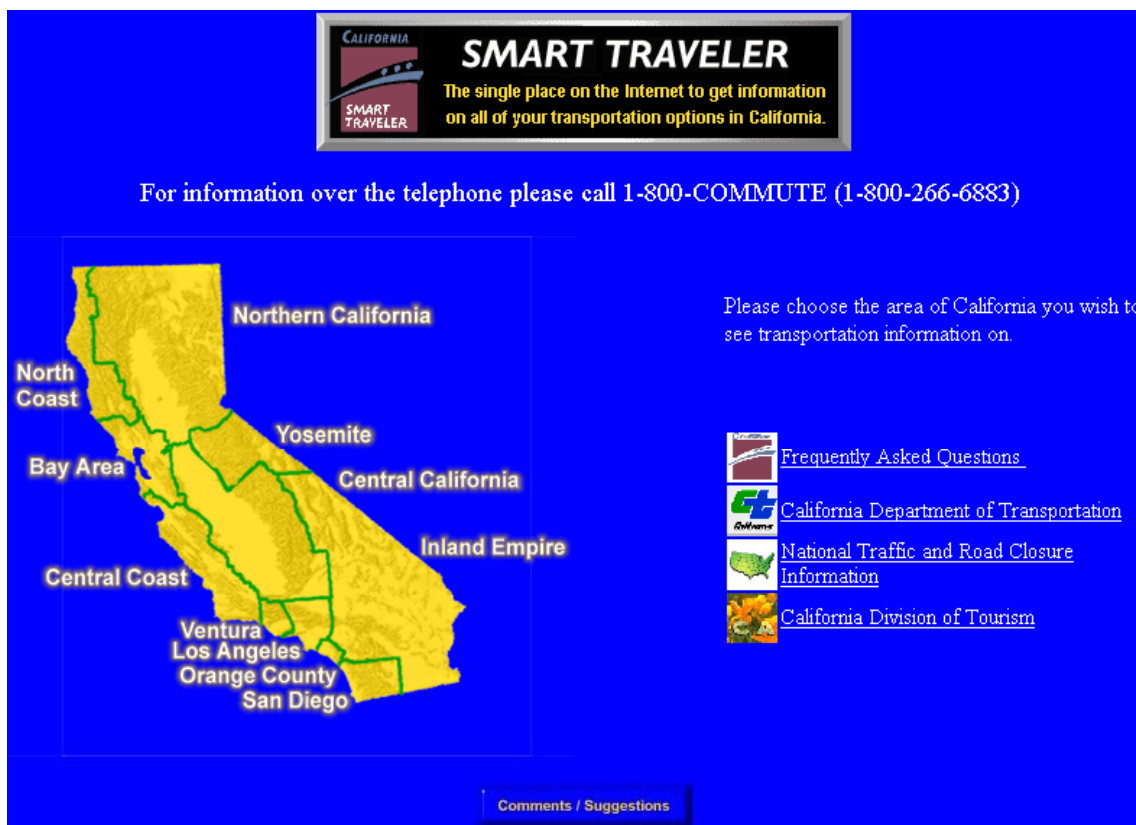 CALIFORNIA
SMART
TRAVELER
SMART TRAVELER
The single place on the Internet to get information
on all of your transportation options in California.
For information over the telephone please call 1-800-COMMUTE (1-800-266-6883)
Northern California
North
Coast
Yosemite
Bay Area
Central California
Inland Empire
Central Coast
Ventura
Los Angeles
Orange County
San Diego
Please choose the area of California you wish to
see transportation information on.
Frequently Asked Questions
California Department of Transportation
National Traffic and Road Closure
Information
California Division of Tourism
Comments / Suggestions